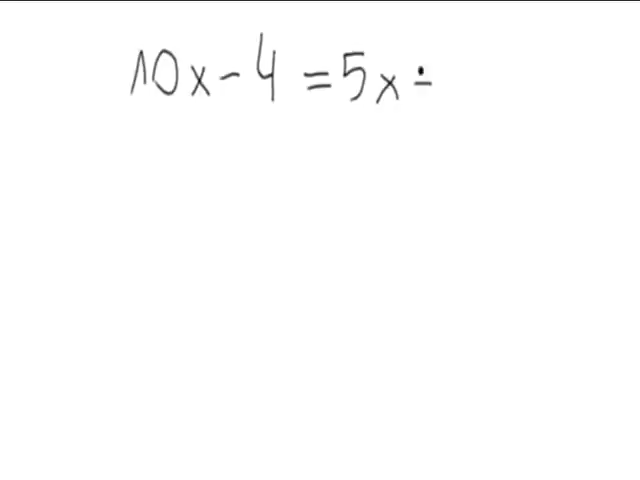 10x - 4 = 5x -